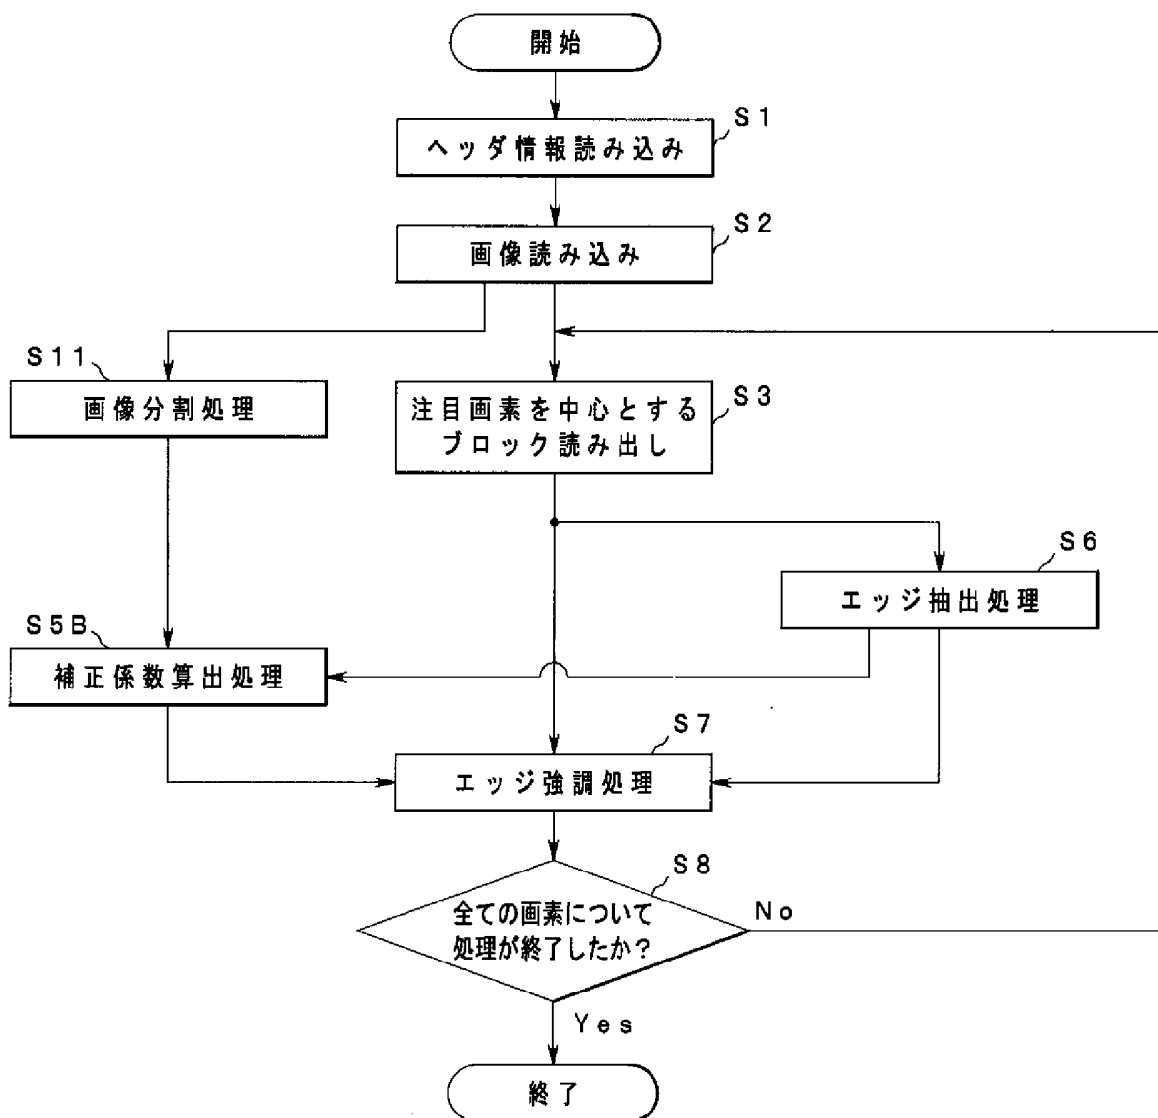 開始
S1
ヘッダ情報読み込み
S2
画像読み込み
S11
画像分割処理
S3
注目画素を中心とする
ブロック読み出し
S6
エッジ抽出処理
S5B
補正係数算出処理
S7
エッジ強調処理
S8
全ての画素について
処理が終了したか?
No
Yes
終了